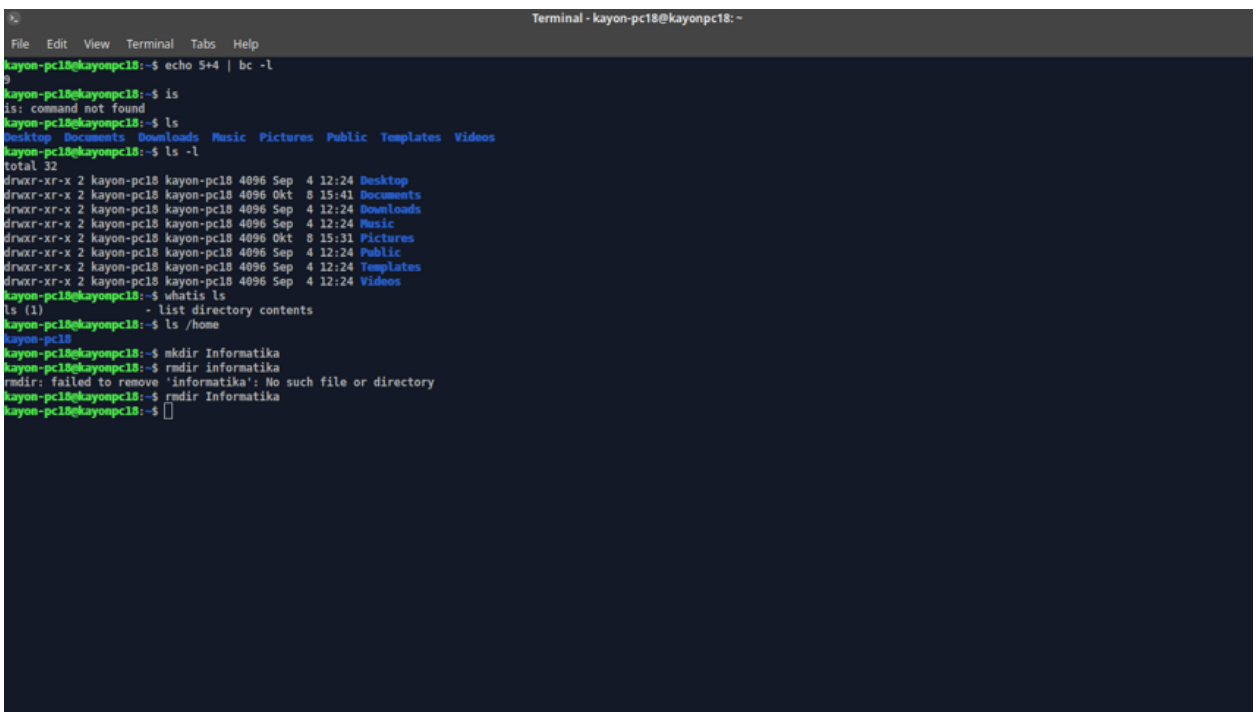 Terminal - kayon-pc18@kayonpc18: ~
File Edit View Terminal Tabs Help
kayon-pc18@kayonpc18:~$ echo 5+4 | bc -l
9
kayon-pc18@kayonpc18:~$ is
is: command not found
kayon-pc18@kayonpc18:~$ ls
Desktop  Documents  Downloads  Music  Pictures  Public  Templates  Videos
kayon-pc18@kayonpc18:~$ ls -l
total 32
drwxr-xr-x 2 kayon-pc18 kayon-pc18 4096 Sep  4 12:24 Desktop
drwxr-xr-x 2 kayon-pc18 kayon-pc18 4096 Okt  8 15:41 Documents
drwxr-xr-x 2 kayon-pc18 kayon-pc18 4096 Sep  4 12:24 Downloads
drwxr-xr-x 2 kayon-pc18 kayon-pc18 4096 Sep  4 12:24 Music
drwxr-xr-x 2 kayon-pc18 kayon-pc18 4096 Okt  8 15:31 Pictures
drwxr-xr-x 2 kayon-pc18 kayon-pc18 4096 Sep  4 12:24 Public
drwxr-xr-x 2 kayon-pc18 kayon-pc18 4096 Sep  4 12:24 Templates
drwxr-xr-x 2 kayon-pc18 kayon-pc18 4096 Sep  4 12:24 Videos
kayon-pc18@kayonpc18:~$ whatis ls
ls (1)               - list directory contents
kayon-pc18@kayonpc18:~$ ls /home
kayon-pc18
kayon-pc18@kayonpc18:~$ mkdir Informatika
kayon-pc18@kayonpc18:~$ rmdir informatika
rmdir: failed to remove 'informatika': No such file or directory
kayon-pc18@kayonpc18:~$ rmdir Informatika
kayon-pc18@kayonpc18:~$